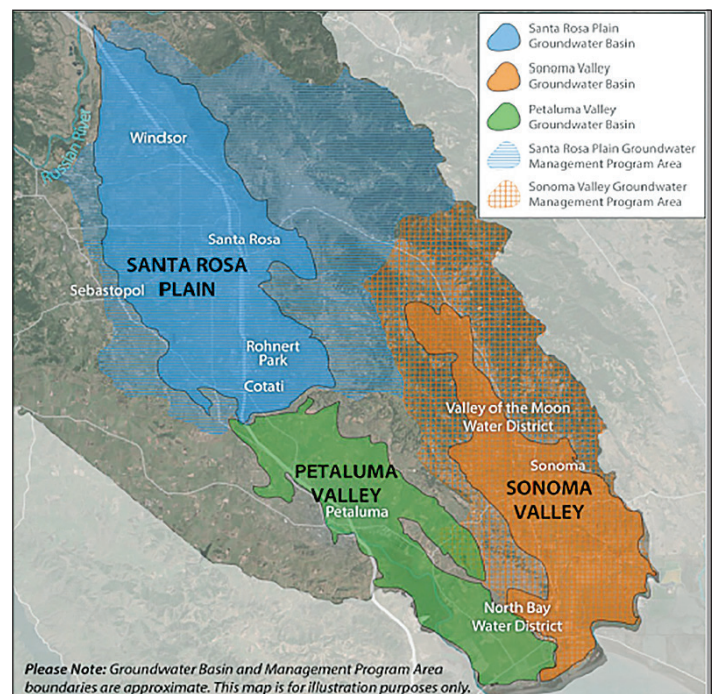 Santa Rosa Plain
Groundwater Basin
Sonoma Valley
Groundwater Basin
Petaluma Valley
Groundwater Basin
Santa Rosa Plain Groundwater
Management Program Area
Sonoma Valley Groundwater
Management Program Area
Russian River
Windsor
Santa Rosa
SANTA ROSA
PLAIN
Sebastopol
Rohnert
Park
Cotati
Valley of the Moon
Water District
PETALUMA
VALLEY
Petaluma
Sonoma
SONOMA
VALLEY
North Bay
Water District
Please Note: Groundwater Basin and Management Program Area
boundaries are approximate. This map is for illustration purposes only.